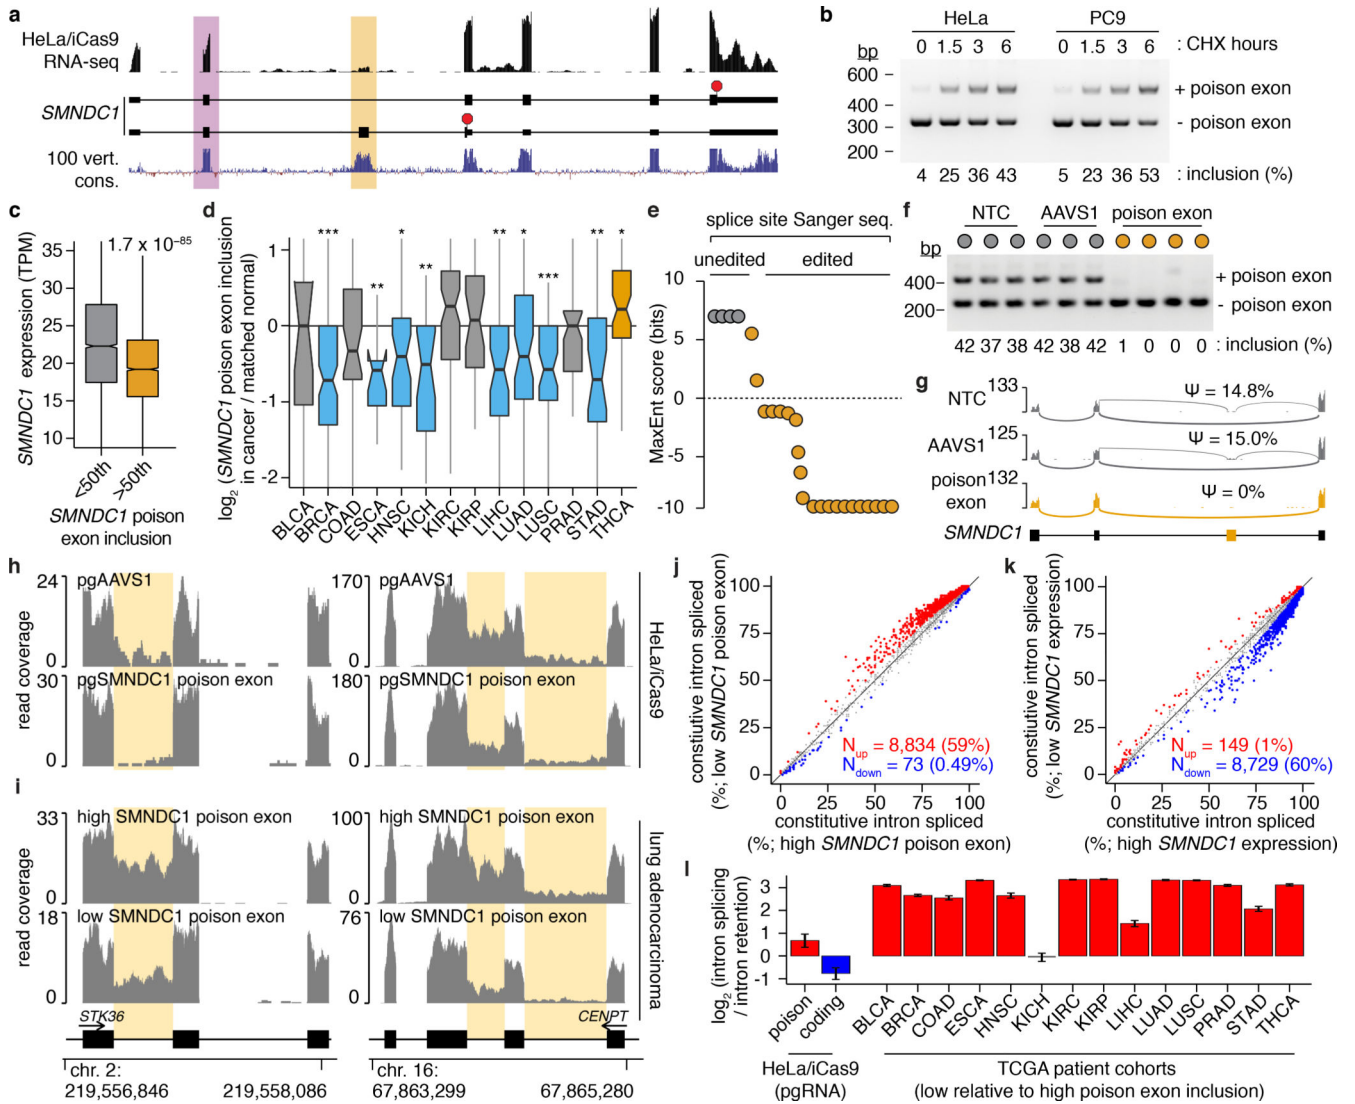 a
HeLa/iCas9
RNA-seq
SMNDC1
100 vert.
cons.
b
HeLa PC9
bp 0 1.5 3 6 0 1.5 3 6 : CHX hours
600
400
300
200
+ poison exon
- poison exon
4 25 36 43 5 23 36 53 : inclusion (%)
c
SMNDC1 expression (TPM)
1.7 x 10⁻⁸⁵
35
30
25
20
15
10
<50th >50th
SMNDC1 poison
exon inclusion
d
log₂ (SMNDC1 poison exon inclusion
in cancer / matched normal)
1
0
-1
-2
*** ** * ** ** * *** ** *
BLCA BRCA COAD ESCA HNSC KICH KIRC KIRP LIHC LUAD LUSC PRAD STAD THCA
e
splice site Sanger seq.
unedited edited
MaxEnt score (bits)
10
5
0
-5
-10
f
NTC AAVS1 poison exon
bp
400
200
+ poison exon
- poison exon
42 37 38 42 38 42 1 0 0 0 : inclusion (%)
g
NTC 133 Ψ = 14.8%
AAVS1 125 Ψ = 15.0%
poison
exon 132 Ψ = 0%
SMNDC1
h
read coverage
24 pgAAVS1 0
170 pgAAVS1 0
30 pgSMNDC1 poison exon 0
180 pgSMNDC1 poison exon 0
HeLa/iCas9
i
read coverage
33 high SMNDC1 poison exon 0
100 high SMNDC1 poison exon 0
18 low SMNDC1 poison exon 0
76 low SMNDC1 poison exon 0
lung adenocarcinoma
STK36 CENPT
chr. 2:
219,556,846 219,558,086
chr. 16:
67,863,299 67,865,280
j
constiutive intron spliced
(%; low SMNDC1 poison exon)
100
75
50
25
0
Nup = 8,834 (59%)
Ndown = 73 (0.49%)
0 25 50 75 100
constitutive intron spliced
(%; high SMNDC1 poison exon)
k
constiutive intron spliced
(%; low SMNDC1 expression)
100
75
50
25
0
Nup = 149 (1%)
Ndown = 8,729 (60%)
0 25 50 75 100
constitutive intron spliced
(%; high SMNDC1 expression)
l
log₂ (intron splicing
/ intron retention)
3
2
1
0
-1
poison coding BLCA BRCA COAD ESCA HNSC KICH KIRC KIRP LIHC LUAD LUSC PRAD STAD THCA
HeLa/iCas9
(pgRNA)
TCGA patient cohorts
(low relative to high poison exon inclusion)